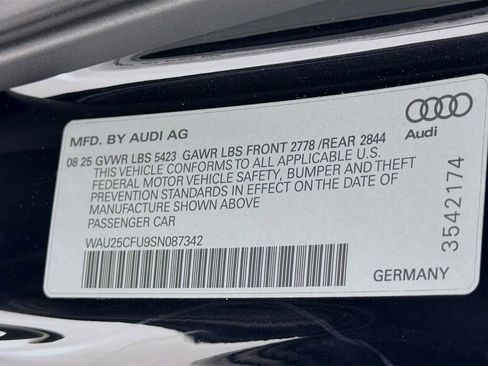 MFD. BY AUDI AG
08 25 GVWR LBS 5423 GAWR LBS FRONT 2778 /REAR 2844
THIS VEHICLE CONFORMS TO ALL APPLICABLE U.S.
FEDERAL MOTOR VEHICLE SAFETY, BUMPER AND THEFT
PREVENTION STANDARDS IN EFFECT ON THE DATE OF
MANUFACTURE SHOWN ABOVE
PASSENGER CAR
WAU25CFU9SN087342
Audi
3542174
GERMANY